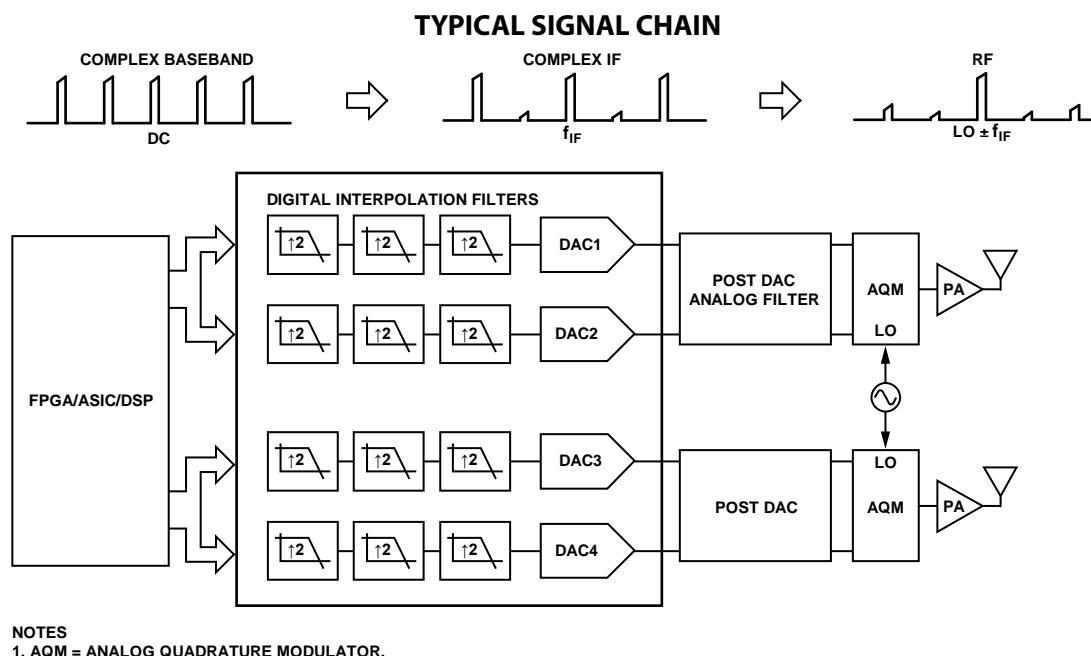 TYPICAL SIGNAL CHAIN
COMPLEX BASEBAND
COMPLEX IF
RF
DC
fIF
LO ± fIF
DIGITAL INTERPOLATION FILTERS
↑2 ↑2 ↑2 DAC1
↑2 ↑2 ↑2 DAC2
POST DAC
ANALOG FILTER
AQM
LO
PA
FPGA/ASIC/DSP
↑2 ↑2 ↑2 DAC3
↑2 ↑2 ↑2 DAC4
POST DAC
LO
AQM
PA
NOTES
1. AQM = ANALOG QUADRATURE MODULATOR.